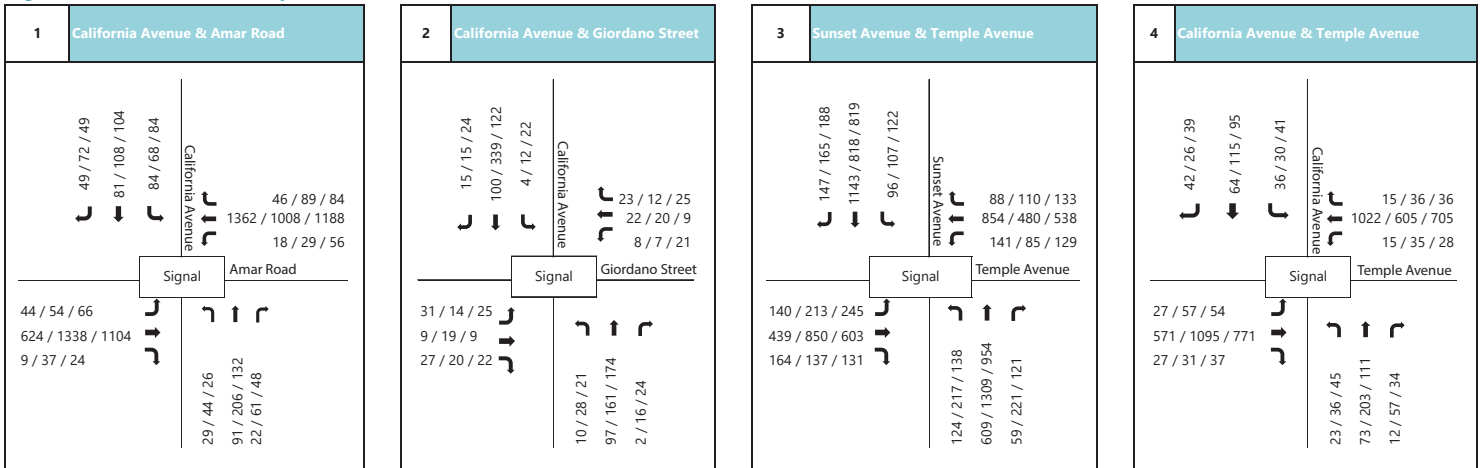 1 California Avenue & Amar Road
49 / 72 / 49
81 / 108 / 104
84 / 68 / 84
California Avenue
46 / 89 / 84
1362 / 1008 / 1188
18 / 29 / 56
Signal
Amar Road
44 / 54 / 66
624 / 1338 / 1104
9 / 37 / 24
29 / 44 / 26
91 / 206 / 132
22 / 61 / 48
2 California Avenue & Giordano Street
15 / 15 / 24
100 / 339 / 122
4 / 12 / 22
California Avenue
23 / 12 / 25
22 / 20 / 9
8 / 7 / 21
Signal
Giordano Street
31 / 14 / 25
9 / 19 / 9
27 / 20 / 22
10 / 28 / 21
97 / 161 / 174
2 / 16 / 24
3 Sunset Avenue & Temple Avenue
147 / 165 / 188
1143 / 818 / 819
96 / 107 / 122
Sunset Avenue
88 / 110 / 133
854 / 480 / 538
141 / 85 / 129
Signal
Temple Avenue
140 / 213 / 245
439 / 850 / 603
164 / 137 / 131
124 / 217 / 138
609 / 1309 / 954
59 / 221 / 121
4 California Avenue & Temple Avenue
42 / 26 / 39
64 / 115 / 95
36 / 30 / 41
California Avenue
15 / 36 / 36
1022 / 605 / 705
15 / 35 / 28
Signal
Temple Avenue
27 / 57 / 54
571 / 1095 / 771
27 / 31 / 37
23 / 36 / 45
73 / 203 / 111
12 / 57 / 34